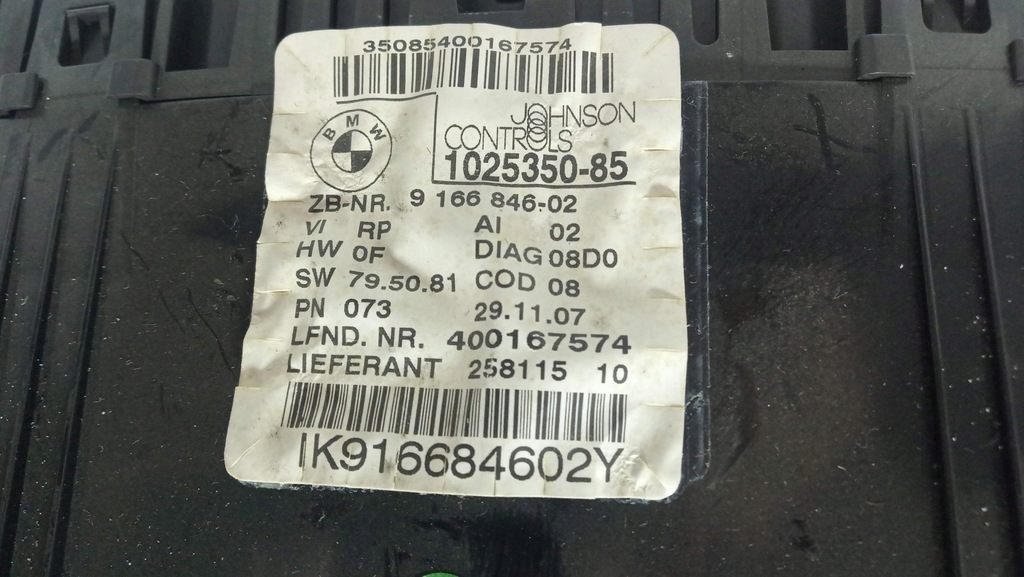 35085400167574
BMW
JOHNSON
CONTROLS
1025350-85
ZB-NR. 9 166 846-02
VI RP AI 02
HW 0F DIAG 08D0
SW 79.50.81 COD 08
PN 073 29.11.07
LFND. NR. 400167574
LIEFERANT 258115 10
IK916684602Y